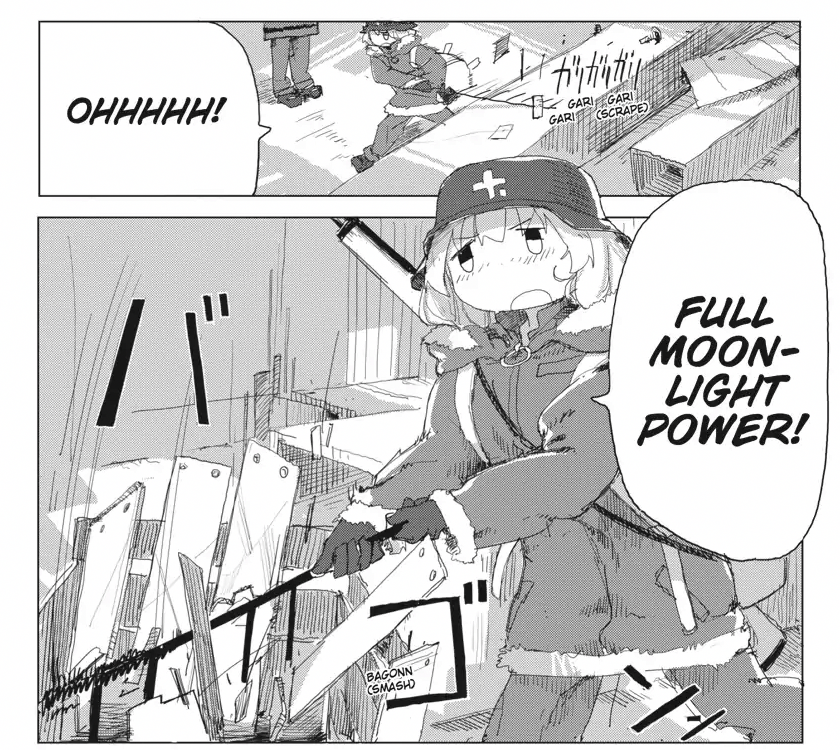 OHHHHH!
ガリガリガリ
GARI GARI
GARI (SCRAPE)
FULL
MOON-
LIGHT
POWER!
バゴン
BAGONN
(SMASH)